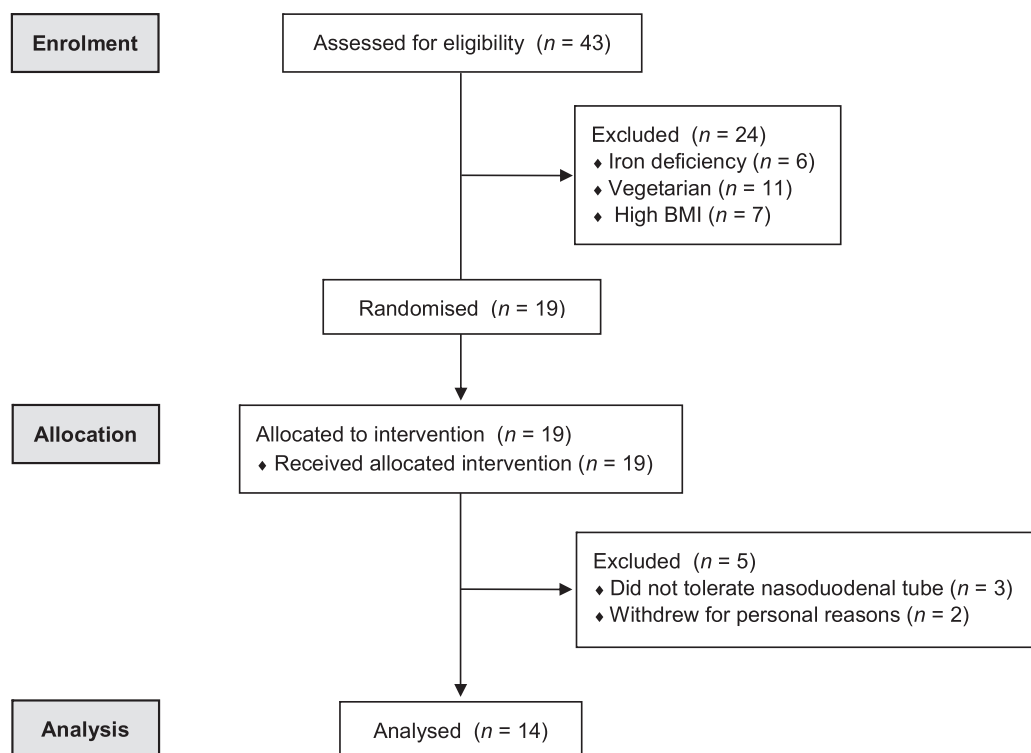 Enrolment
Assessed for eligibility (n = 43)
Excluded (n = 24)
♦ Iron deficiency (n = 6)
♦ Vegetarian (n = 11)
♦ High BMI (n = 7)
Randomised (n = 19)
Allocation
Allocated to intervention (n = 19)
♦ Received allocated intervention (n = 19)
Excluded (n = 5)
♦ Did not tolerate nasoduodenal tube (n = 3)
♦ Withdrew for personal reasons (n = 2)
Analysis
Analysed (n = 14)